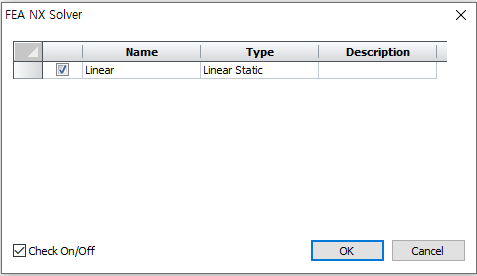 FEA NX Solver
Name Type Description
Linear Linear Static
Check On/Off OK Cancel